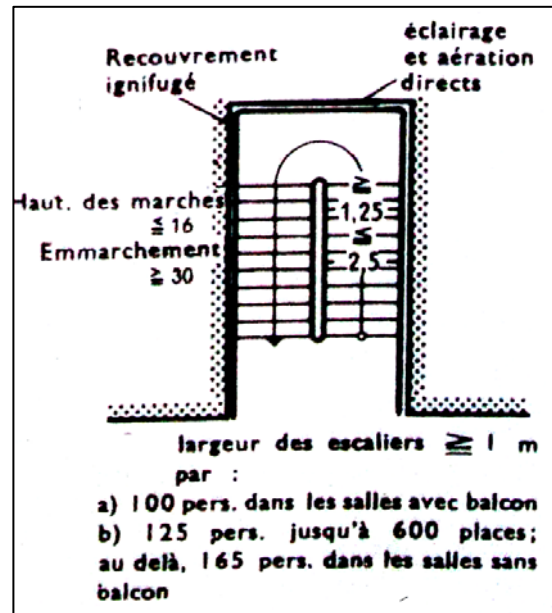 Recouvrement
ignifugé
éclairage
et aération
directs
Haut. des marches
≦ 16
Emmarchement
≧ 30
≧
1,25
≦
2,5
largeur des escaliers ≧ 1 m
par :
a) 100 pers. dans les salles avec balcon
b) 125 pers. jusqu'à 600 places;
au delà, 165 pers. dans les salles sans
balcon